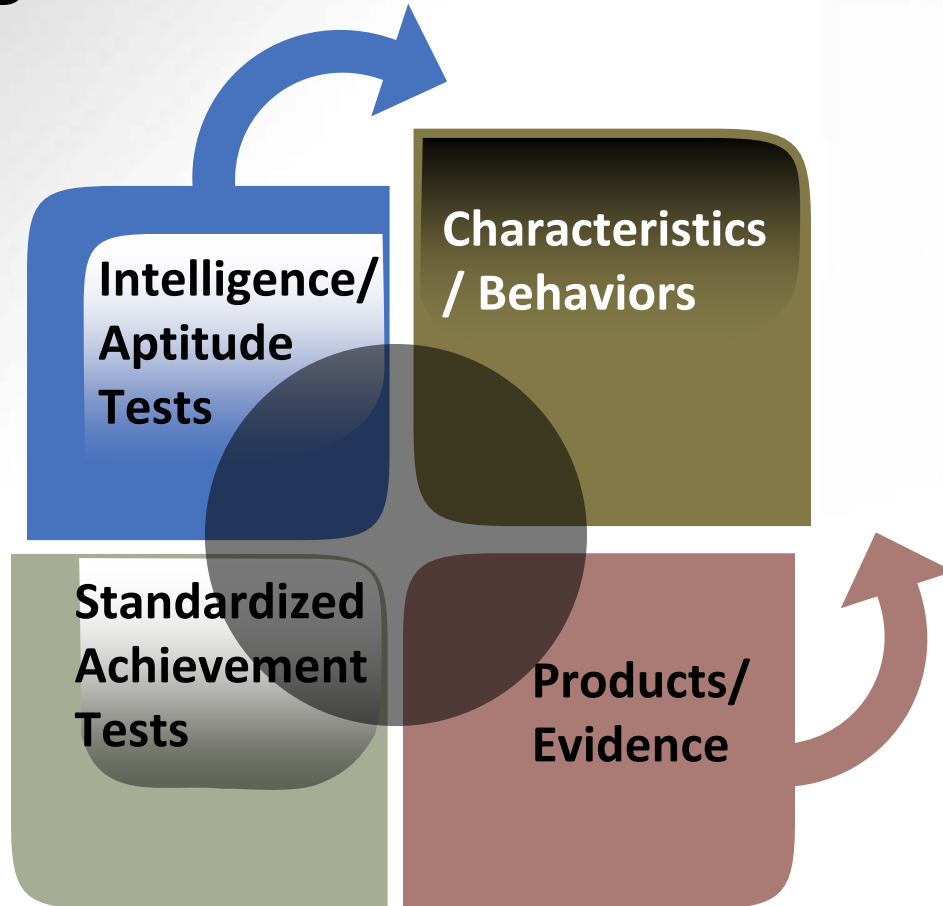 Intelligence/
Aptitude
Tests
Characteristics
/ Behaviors
Standardized
Achievement
Tests
Products/
Evidence